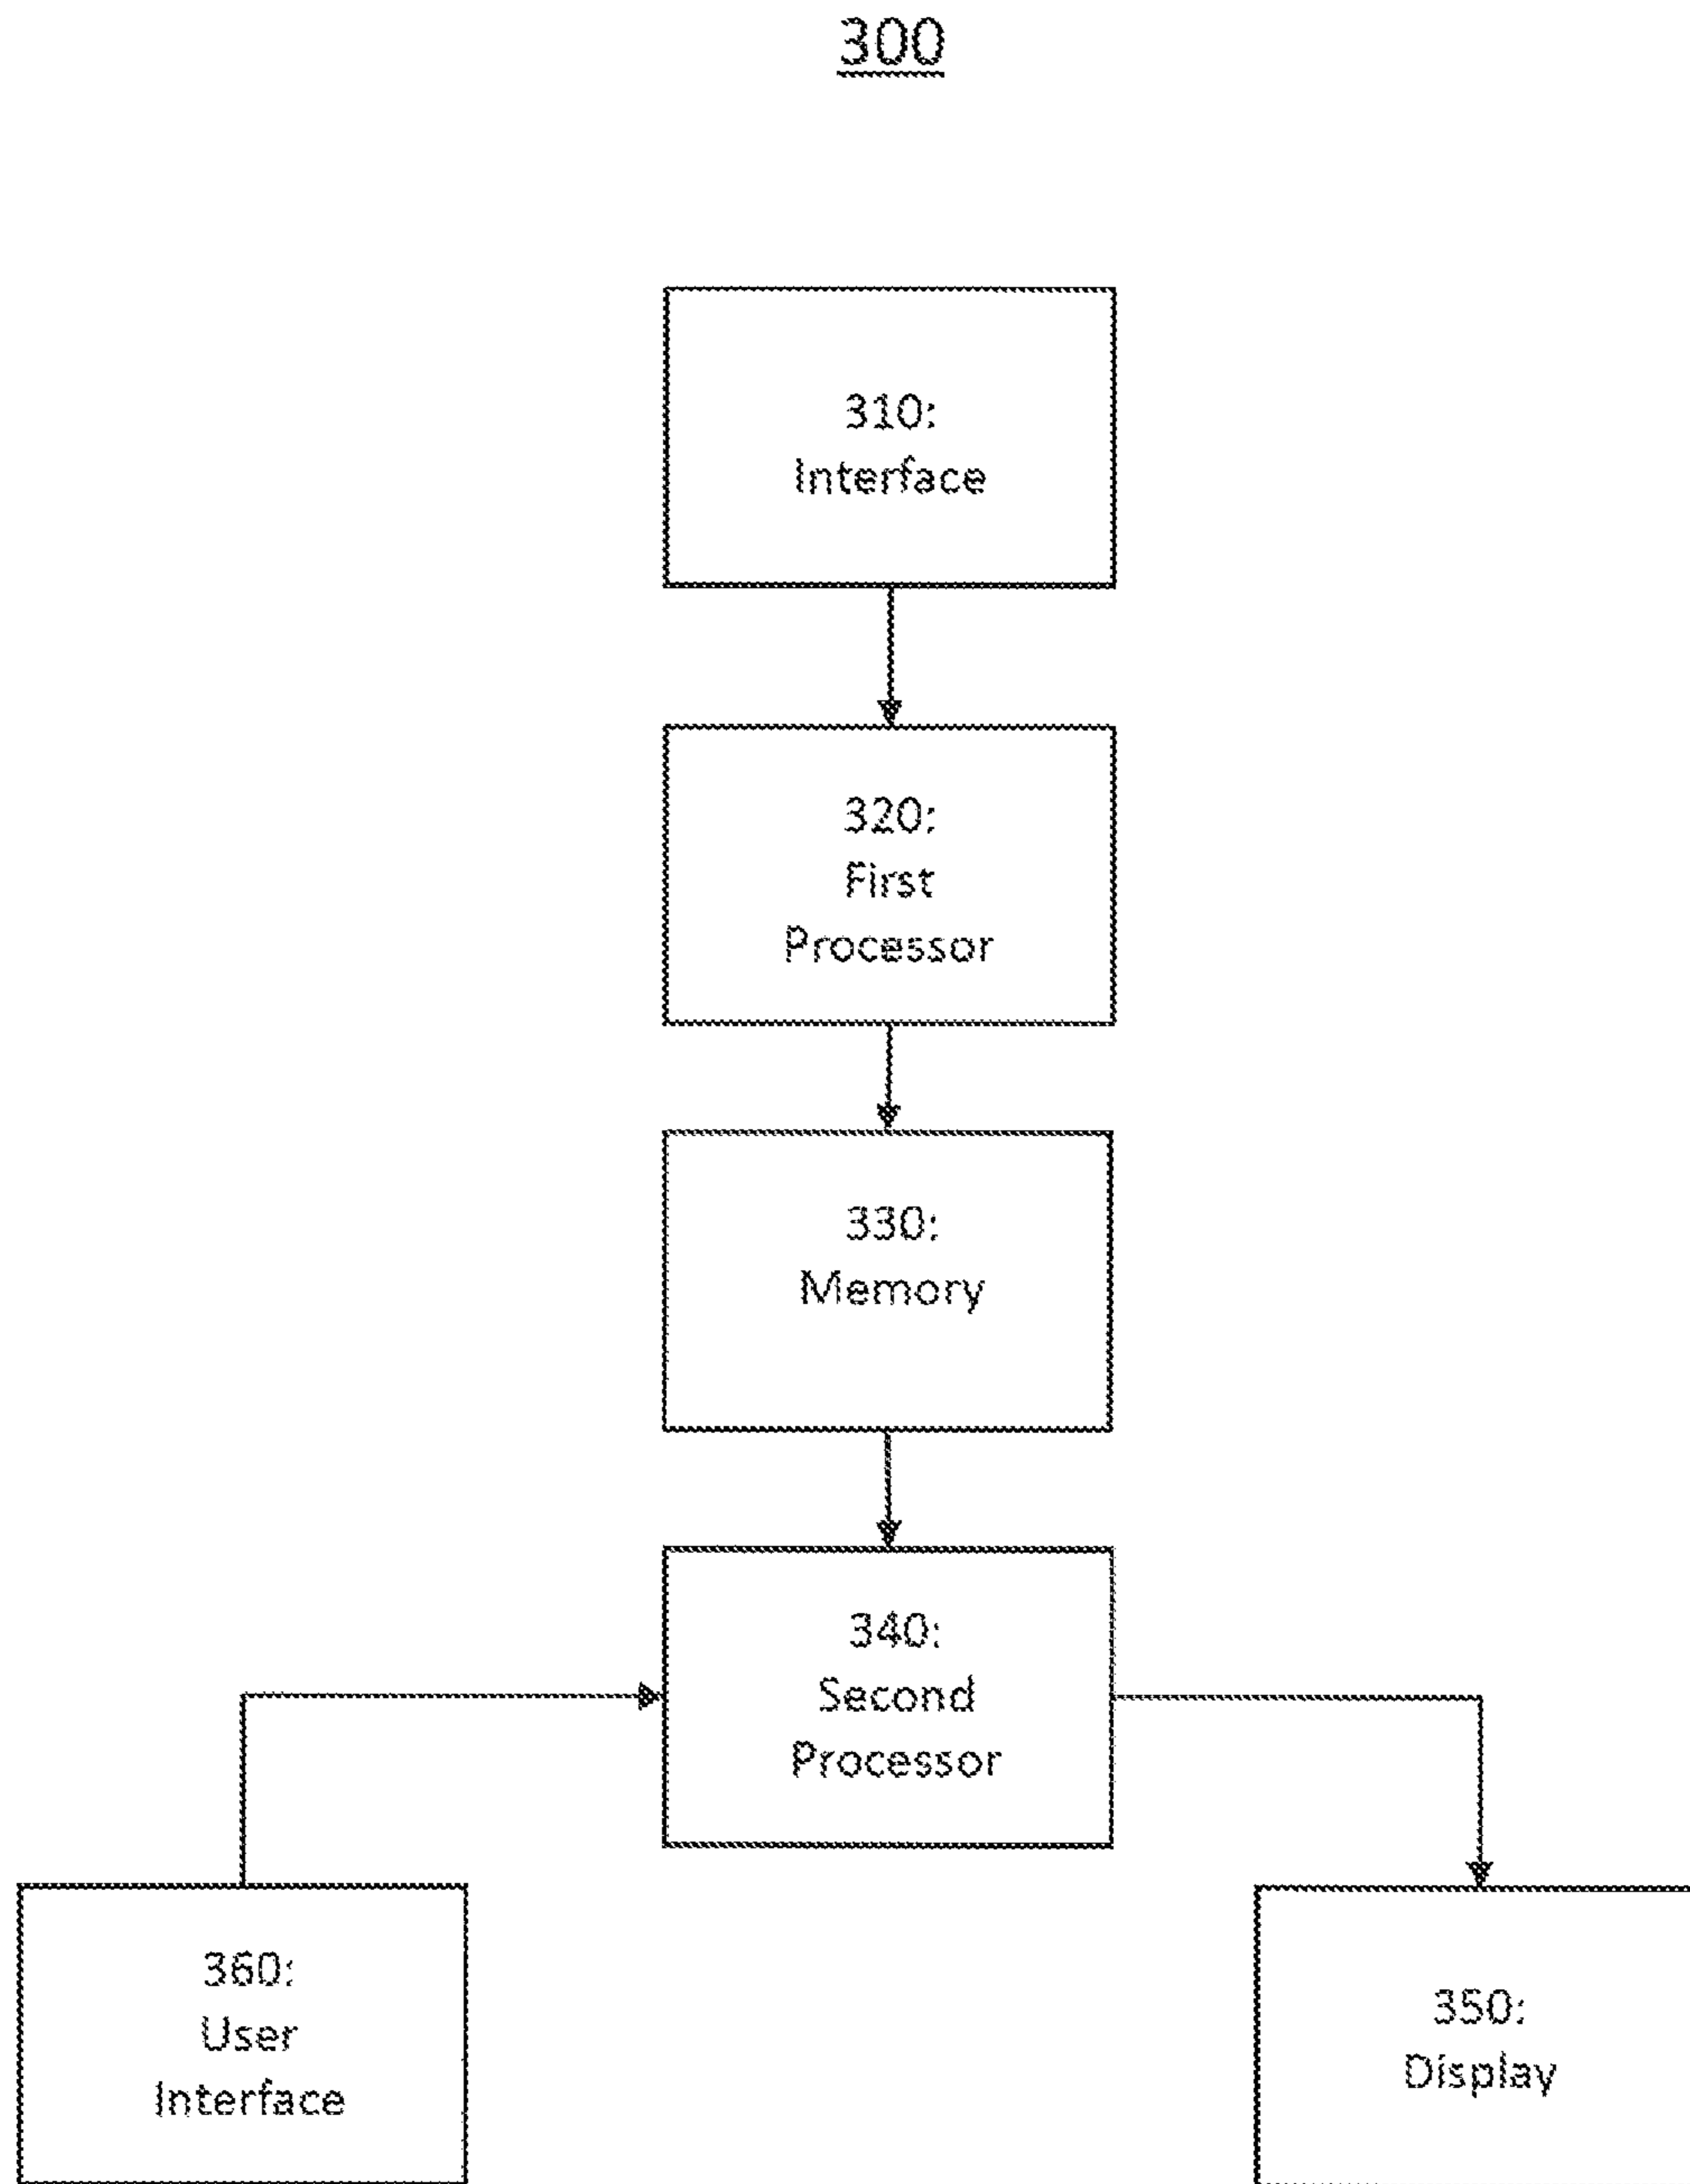 300
310:
Interface
320:
First
Processor
330:
Memory
340:
Second
Processor
360:
User
Interface
350:
Display